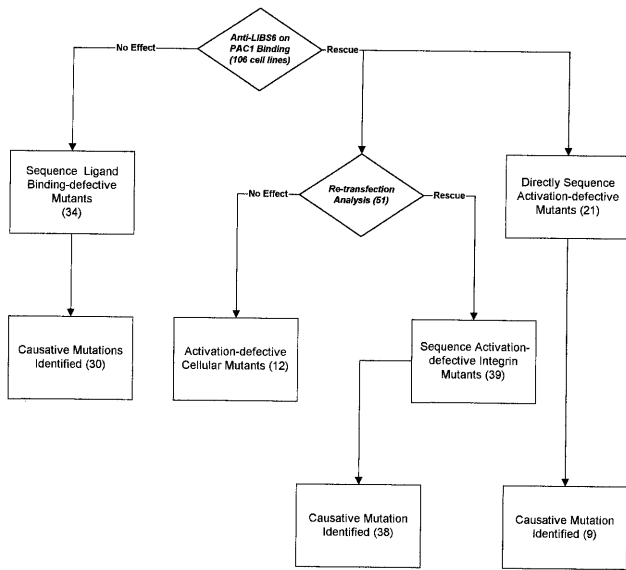 Anti-LIBS6 on
PAC1 Binding
(106 cell lines)
No Effect
Rescue
Sequence Ligand
Binding-defective
Mutants
(34)
Re-transfection
Analysis (51)
No Effect
Rescue
Directly Sequence
Activation-defective
Mutants (21)
Causative Mutations
Identified (30)
Activation-defective
Cellular Mutants (12)
Sequence Activation-
defective Integrin
Mutants (39)
Causative Mutation
Identified (38)
Causative Mutation
Identified (9)